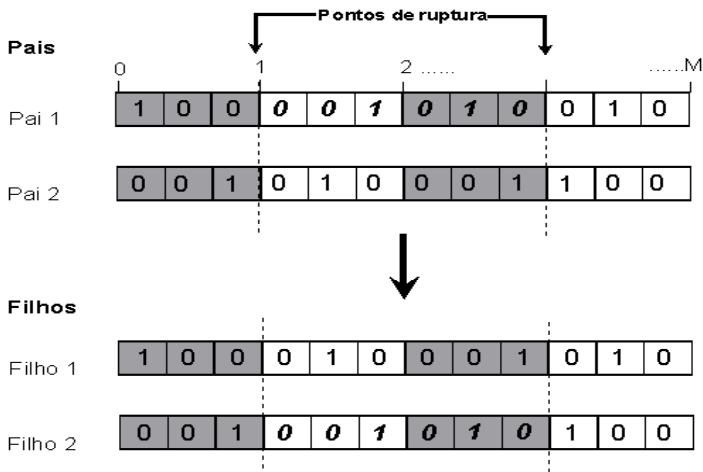 Pontos de ruptura
Pais
0 1 2 ...... ......M
Pai 1 1 0 0 0 0 1 0 1 0 0 1 0
Pai 2 0 0 1 0 1 0 0 0 1 1 0 0
Filhos
Filho 1 1 0 0 0 1 0 0 0 1 0 1 0
Filho 2 0 0 1 0 0 1 0 1 0 1 0 0